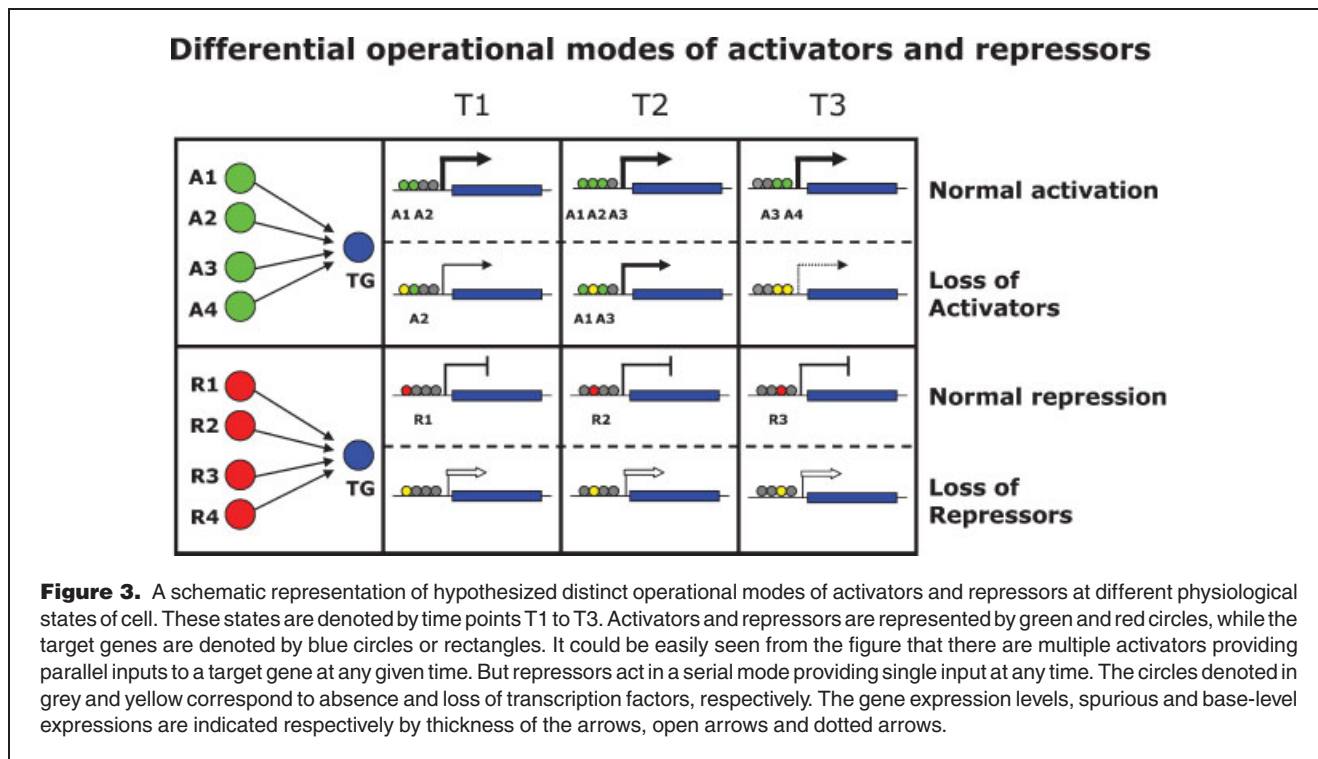 Differential operational modes of activators and repressors
T1 T2 T3
A1
A2
A3
A4
TG
A1 A2
A1 A2 A3
A3 A4
Normal activation
A2
A1 A3
Loss of
Activators
R1
R2
R3
R4
TG
R1
R2
R3
Normal repression
Loss of
Repressors
Figure 3. A schematic representation of hypothesized distinct operational modes of activators and repressors at different physiological
states of cell. These states are denoted by time points T1 to T3. Activators and repressors are represented by green and red circles, while the
target genes are denoted by blue circles or rectangles. It could be easily seen from the figure that there are multiple activators providing
parallel inputs to a target gene at any given time. But repressors act in a serial mode providing single input at any time. The circles denoted in
grey and yellow correspond to absence and loss of transcription factors, respectively. The gene expression levels, spurious and base-level
expressions are indicated respectively by thickness of the arrows, open arrows and dotted arrows.